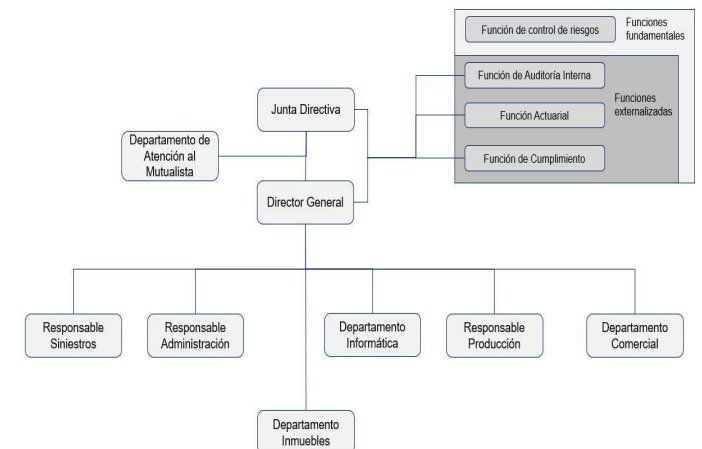 Función de control de riesgos
Funciones
fundamentales
Función de Auditoría Interna
Funciones
externalizadas
Función Actuarial
Función de Cumplimiento
Junta Directiva
Departamento de
Atención al
Mutualista
Director General
Responsable
Siniestros
Responsable
Administración
Departamento
Informática
Responsable
Producción
Departamento
Comercial
Departamento
Inmuebles